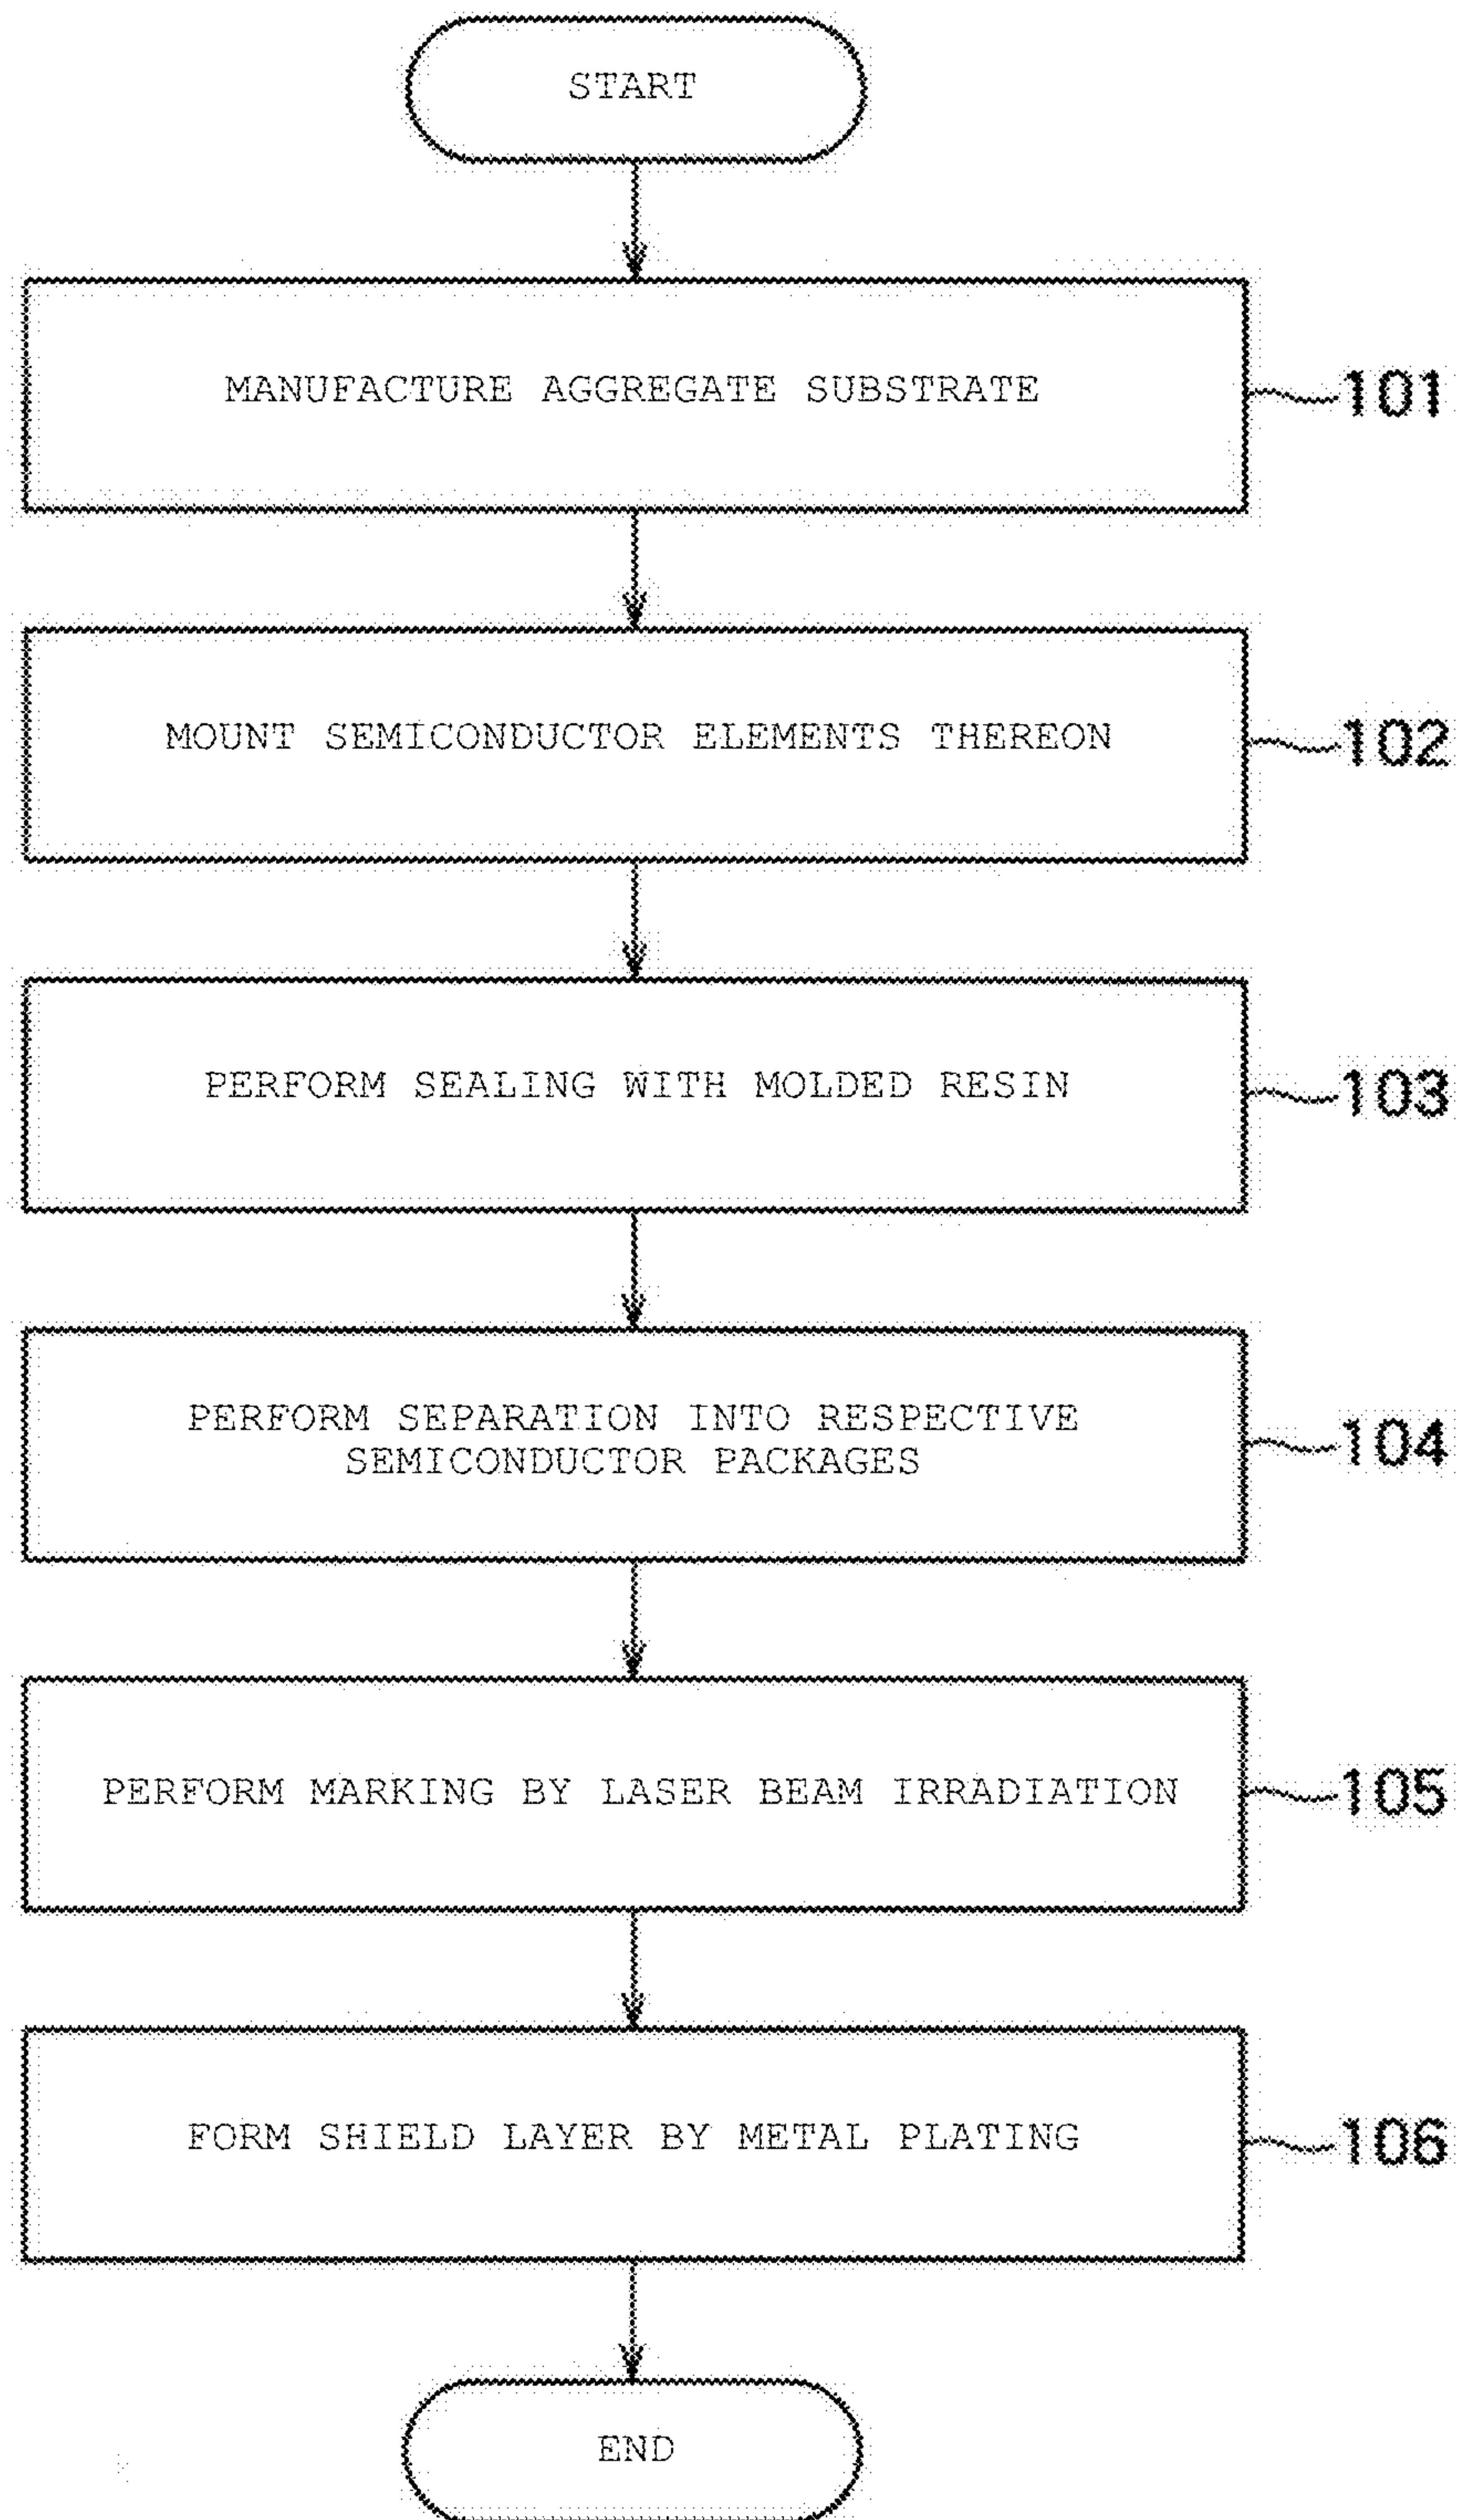 START
MANUFACTURE AGGREGATE SUBSTRATE
101
MOUNT SEMICONDUCTOR ELEMENTS THEREON
102
PERFORM SEALING WITH MOLDED RESIN
103
PERFORM SEPARATION INTO RESPECTIVE
SEMICONDUCTOR PACKAGES
104
PERFORM MARKING BY LASER BEAM IRRADIATION
105
FORM SHIELD LAYER BY METAL PLATING
106
END